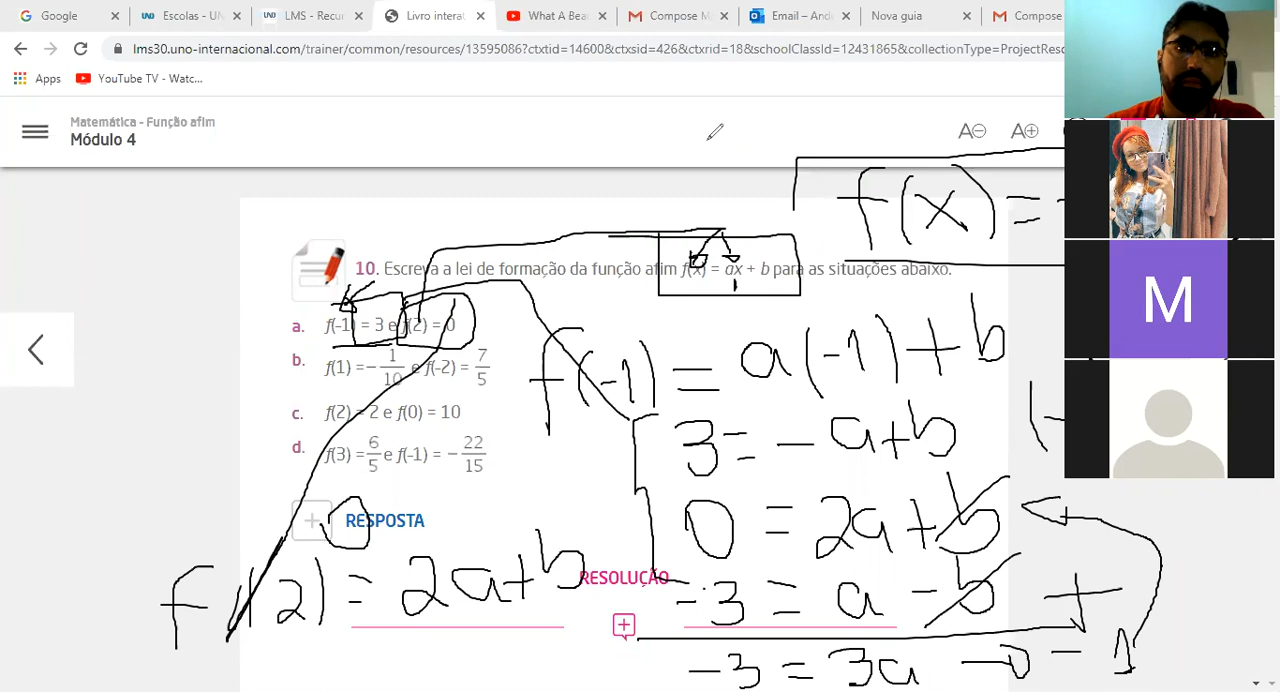 Google
Escolas - UN
LMS - Recur
Livro interat
What A Bea
Compose M
Email – And
Nova guia
Compose
lms30.uno-internacional.com/trainer/common/resources/13595086?ctxtid=14600&ctxsid=426&ctxrid=18&schoolClassId=12431865&collectionType=ProjectReso
Apps YouTube TV - Watc...
Matemática - Função afim
Módulo 4
A A
f(x) =
10. Escreva a lei de formação da função afim f(x) = ax + b para as situações abaixo.
a. f(-1) = 3 e f(2) = 0
b. f(1) = -1/10 e f(-2) = 7/5
c. f(2) = 2 e f(0) = 10
d. f(3) = 6/5 e f(-1) = -22/15
f(-1) = a(-1) + b
3 = -a+b
0 = 2a + b
-3 = a - b +
-3 = 3a
RESPOSTA
0
f(2) = 2a+b
RESOLUÇÃO
M